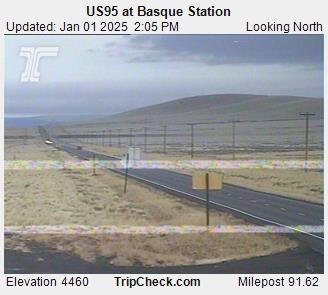 US95 at Basque Station
Updated: Jan 01 2025 2:05 PM Looking North
Elevation 4460 TripCheck.com Milepost 91.62